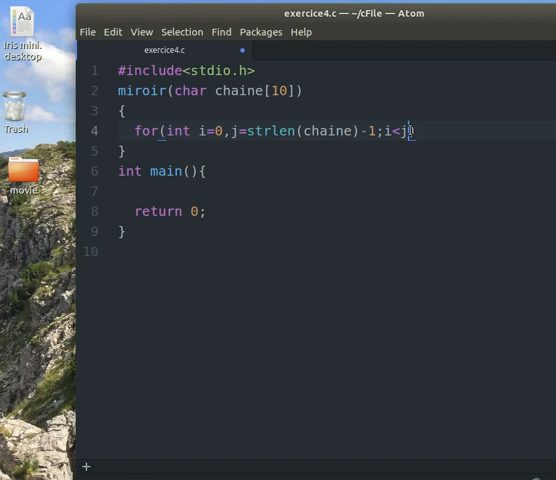 exercice4.c — ~/cFile — Atom
File Edit View Selection Find Packages Help
exercice4.c
1 #include<stdio.h>
2 miroir(char chaine[10])
3 {
4 for(int i=0,j=strlen(chaine)-1;i<j)
5 }
6 int main(){
7
8 return 0;
9 }
10
+
Iris mini.
desktop
Trash
movie